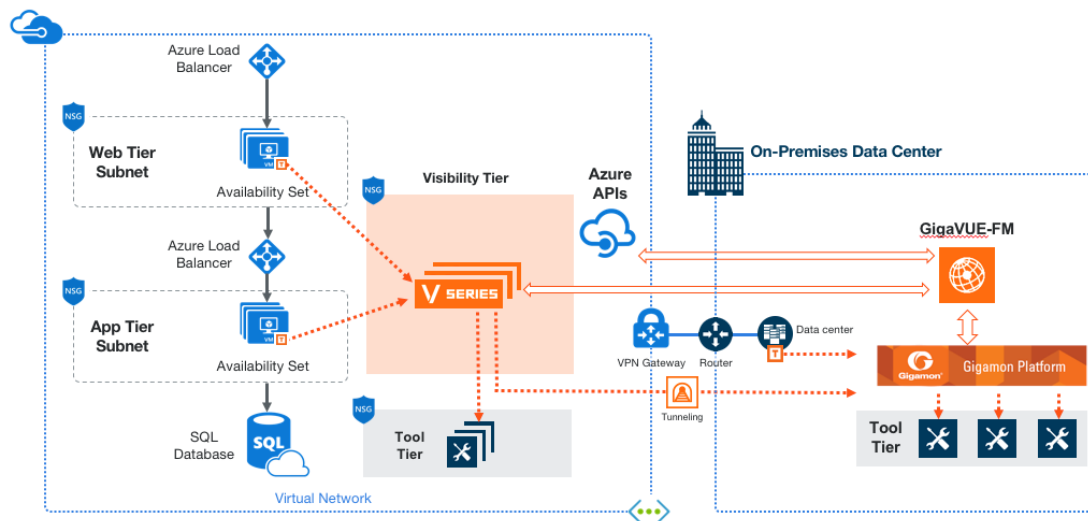 Azure Load
Balancer
NSG
Web Tier
Subnet
VM
T
Availability Set
Azure Load
Balancer
NSG
App Tier
Subnet
VM
T
Availability Set
SQL
Database
SQL
Virtual Network
NSG
Visibility Tier
V SERIES
NSG
Tool
Tier
Azure
APIs
On-Premises Data Center
GigaVUE-FM
VPN Gateway
Router
Data center
T
Tunneling
Gigamon®
Gigamon Platform
Tool
Tier